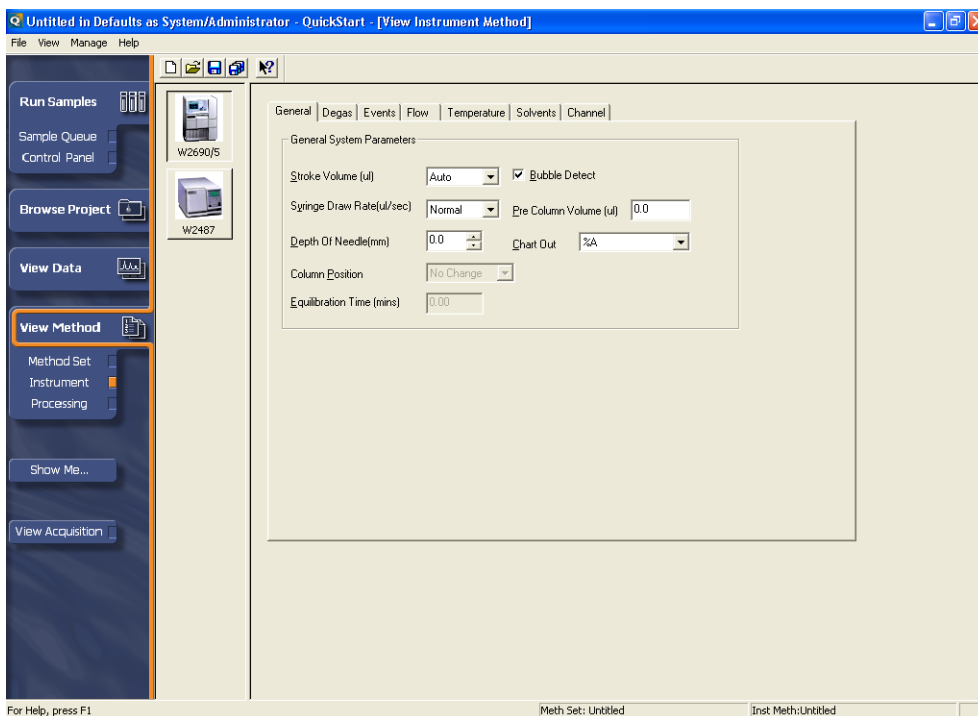 Untitled in Defaults as System/Administrator - QuickStart - [View Instrument Method]
File View Manage Help
Run Samples
Sample Queue
Control Panel
Browse Project
View Data
View Method
Method Set
Instrument
Processing
Show Me...
View Acquisition
W2690/5
W2487
General Degas Events Flow Temperature Solvents Channel
General System Parameters
Stroke Volume (ul) Auto Bubble Detect
Syringe Draw Rate(ul/sec) Normal Pre Column Volume (ul) 0.0
Depth Of Needle(mm) 0.0 Chart Out %A
Column Position No Change
Equilibration Time (mins) 0.00
For Help, press F1 Meth Set: Untitled Inst Meth:Untitled